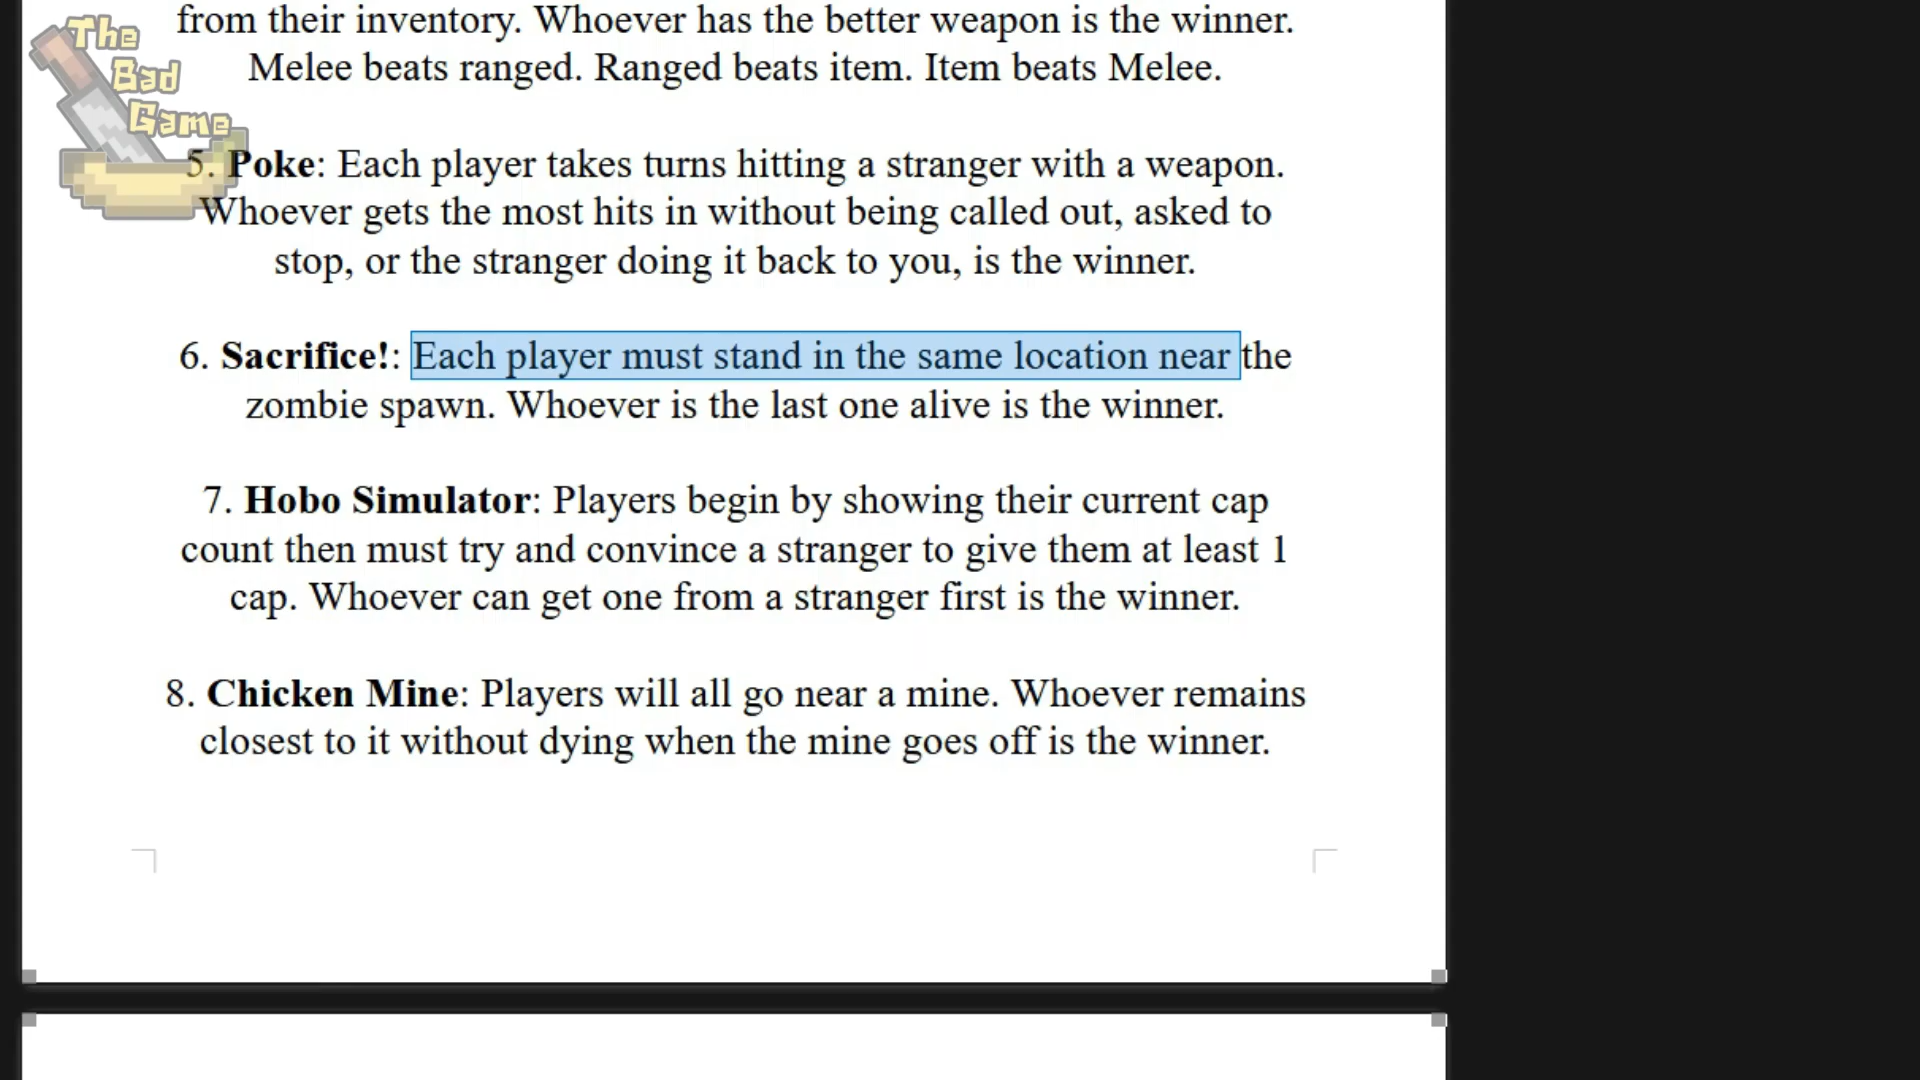 from their inventory. Whoever has the better weapon is the winner.
Melee beats ranged. Ranged beats item. Item beats Melee.
The
Bad
Game
5. Poke: Each player takes turns hitting a stranger with a weapon.
Whoever gets the most hits in without being called out, asked to
stop, or the stranger doing it back to you, is the winner.
6. Sacrifice!: Each player must stand in the same location near the
zombie spawn. Whoever is the last one alive is the winner.
7. Hobo Simulator: Players begin by showing their current cap
count then must try and convince a stranger to give them at least 1
cap. Whoever can get one from a stranger first is the winner.
8. Chicken Mine: Players will all go near a mine. Whoever remains
closest to it without dying when the mine goes off is the winner.